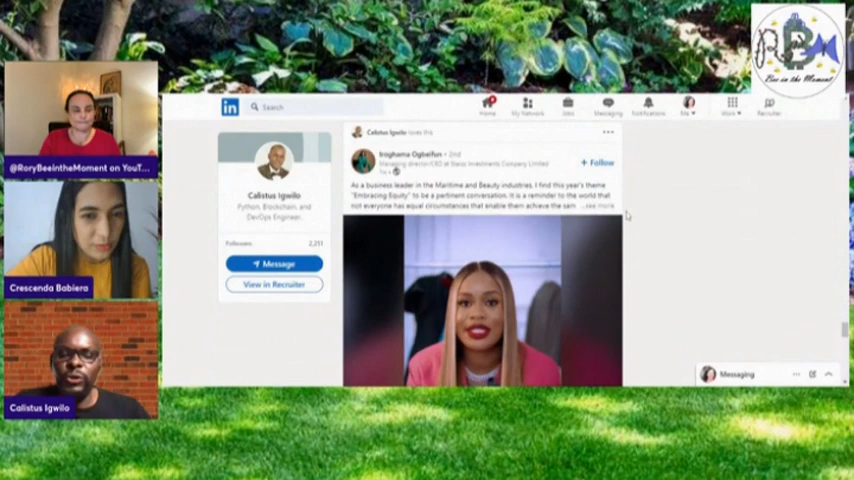 @RoryBeeintheMoment on YouT...
Crescenda Babiera
Calistus Igwilo
in
Search
Home
My Network
Jobs
Messaging
Notifications
Me
Work
Recruiter
Calistus Igwilo
Python, Blockchain, and
DevOps Engineer.
Followers 2,251
Message
View in Recruiter
Calistus Igwilo loves this
Iroghama Ogbeifun • 2nd
Managing director/CEO at Starzs Investments Company Limited
+ Follow
As a business leader in the Maritime and Beauty industries, I find this year's theme
"Embracing Equity" to be a pertinent conversation. It is a reminder to the world that
not everyone has equal circumstances that enable them achieve the sam ...see more
Messaging
Bee in the Moment